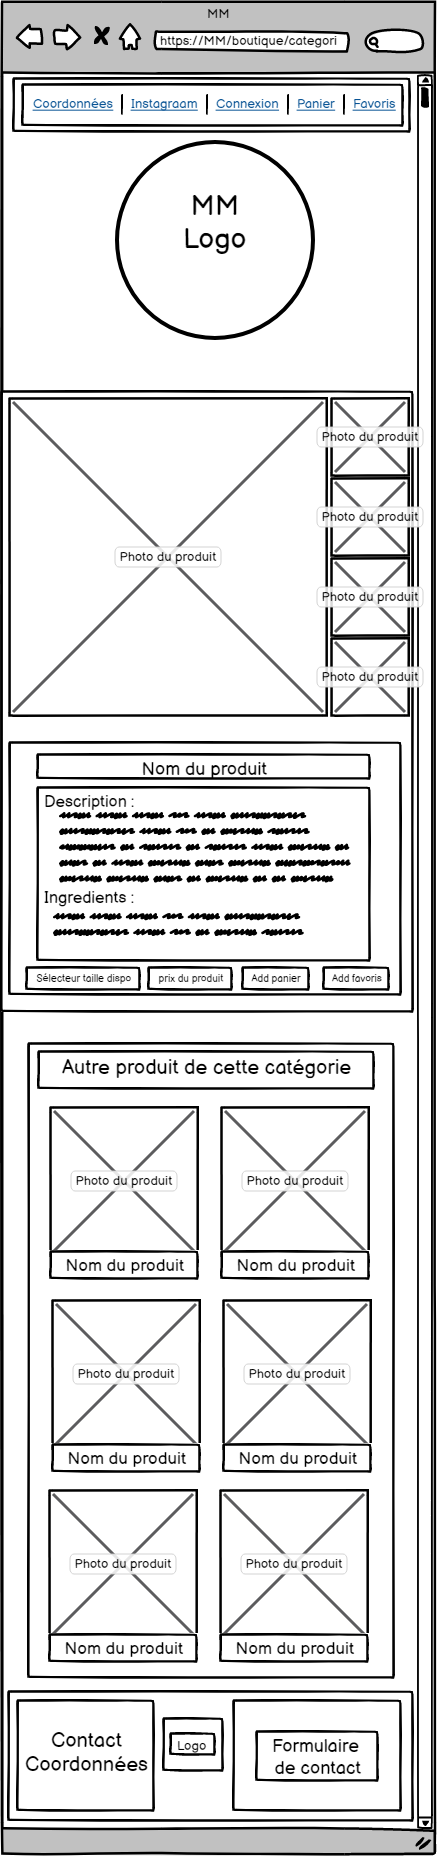 MM
https://MM/boutique/categori
Coordonnées
Instagraam
Connexion
Panier
Favoris
MM
Logo
Photo du produit
Photo du produit
Photo du produit
Photo du produit
Photo du produit
Nom du produit
Description :
Ingredients :
Sélecteur taille dispo
prix du produit
Add panier
Add favoris
Autre produit de cette catégorie
Photo du produit
Photo du produit
Nom du produit
Nom du produit
Photo du produit
Photo du produit
Nom du produit
Nom du produit
Photo du produit
Photo du produit
Nom du produit
Nom du produit
Contact
Coordonnées
Logo
Formulaire
de contact